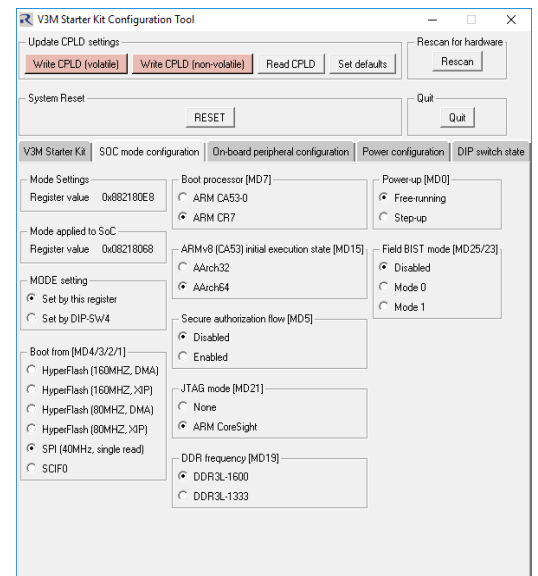 V3M Starter Kit Configuration Tool
Update CPLD settings
Write CPLD (volatile) Write CPLD (non-volatile) Read CPLD Set defaults
Rescan for hardware
Rescan
System Reset
RESET
Quit
Quit
V3M Starter Kit SOC mode configuration On-board peripheral configuration Power configuration DIP switch state
Mode Settings
Register value 0x882180E8
Mode applied to SoC
Register value 0x08218068
MODE setting
Set by this register
Set by DIP-SW4
Boot from [MD4/3/2/1]
HyperFlash (160MHZ, DMA)
HyperFlash (160MHZ, XIP)
HyperFlash (80MHZ, DMA)
HyperFlash (80MHZ, XIP)
SPI (40MHz, single read)
SCIF0
Boot processor [MD7]
ARM CA53-0
ARM CR7
ARMv8 (CA53) initial execution state [MD15]
AArch32
AArch64
Secure authorization flow [MD5]
Disabled
Enabled
JTAG mode [MD21]
None
ARM CoreSight
DDR frequency [MD19]
DDR3L-1600
DDR3L-1333
Power-up [MD0]
Free-running
Step-up
Field BIST mode [MD25/23]
Disabled
Mode 0
Mode 1